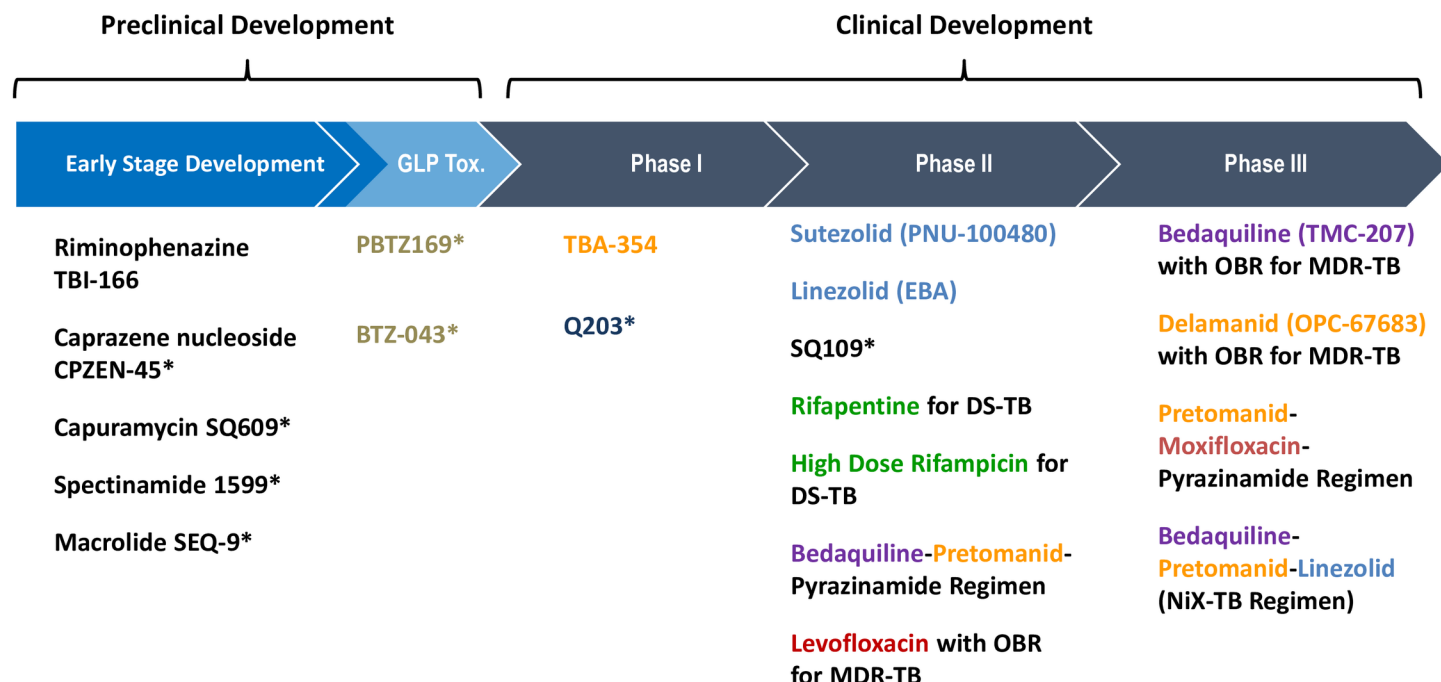 Preclinical Development
Clinical Development
Early Stage Development
GLP Tox.
Phase I
Phase II
Phase III
Riminophenazine
TBI-166
Caprazene nucleoside
CPZEN-45*
Capuramycin SQ609*
Spectinamide 1599*
Macrolide SEQ-9*
PBTZ169*
BTZ-043*
TBA-354
Q203*
Sutezolid (PNU-100480)
Linezolid (EBA)
SQ109*
Rifapentine for DS-TB
High Dose Rifampicin for
DS-TB
Bedaquiline-Pretomanid-
Pyrazinamide Regimen
Levofloxacin with OBR
for MDR-TB
Bedaquiline (TMC-207)
with OBR for MDR-TB
Delamanid (OPC-67683)
with OBR for MDR-TB
Pretomanid-
Moxifloxacin-
Pyrazinamide Regimen
Bedaquiline-
Pretomanid-Linezolid
(NiX-TB Regimen)